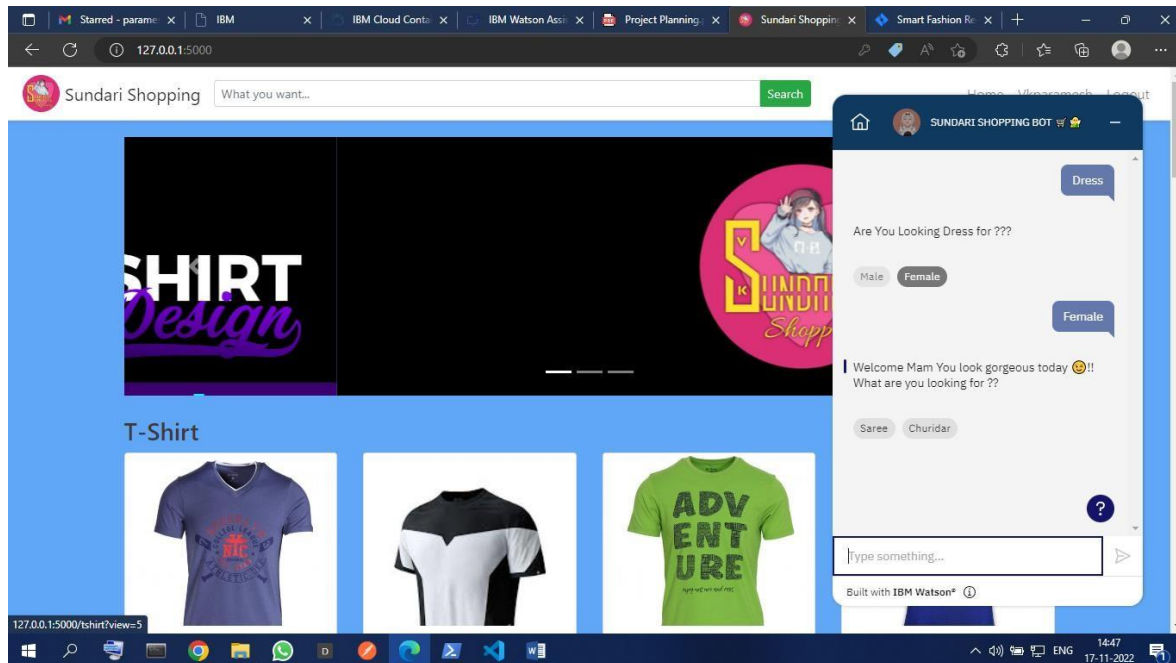 Starred - parame
IBM
IBM Cloud Conta
IBM Watson Assi
Project Planning.
Sundari Shoppin
Smart Fashion Re
127.0.0.1:5000
Sundari Shopping
What you want...
Search
Home Vkparamesh Logout
SUNDARI SHOPPING BOT
Dress
Are You Looking Dress for ???
Male Female
Female
Welcome Mam You look gorgeous today 😉!!
What are you looking for ??
Saree Churidar
?
Type something...
Built with IBM Watson®
SHIRT
Design
V
K
SUNDA
Shopp
T-Shirt
NTC
ADV
ENT
URE
127.0.0.1:5000/tshirt?view=5
ENG
14:47
17-11-2022